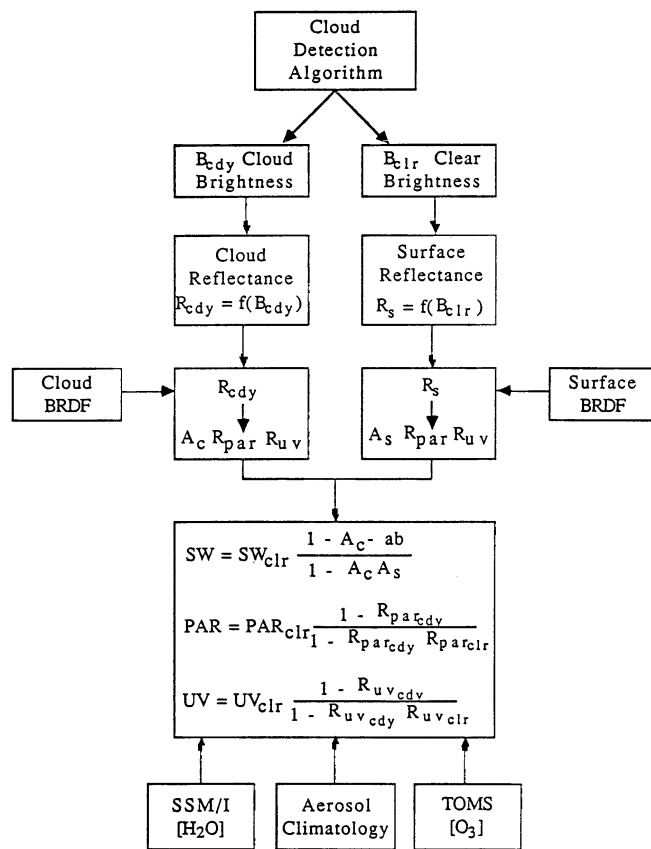 Cloud
Detection
Algorithm
B_cdy Cloud
Brightness
B_clr Clear
Brightness
Cloud
Reflectance
R_cdy = f(B_cdy)
Surface
Reflectance
R_s = f(B_clr)
Cloud
BRDF
R_cdy
A_c R_par R_uv
R_s
A_s R_par R_uv
Surface
BRDF
SW = SW_clr (1 - A_c - ab) / (1 - A_c A_s)
PAR = PAR_clr (1 - R_par_cdy) / (1 - R_par_cdy R_par_clr)
UV = UV_clr (1 - R_uv_cdy) / (1 - R_uv_cdy R_uv_clr)
SSM/I
[H2O]
Aerosol
Climatology
TOMS
[O3]